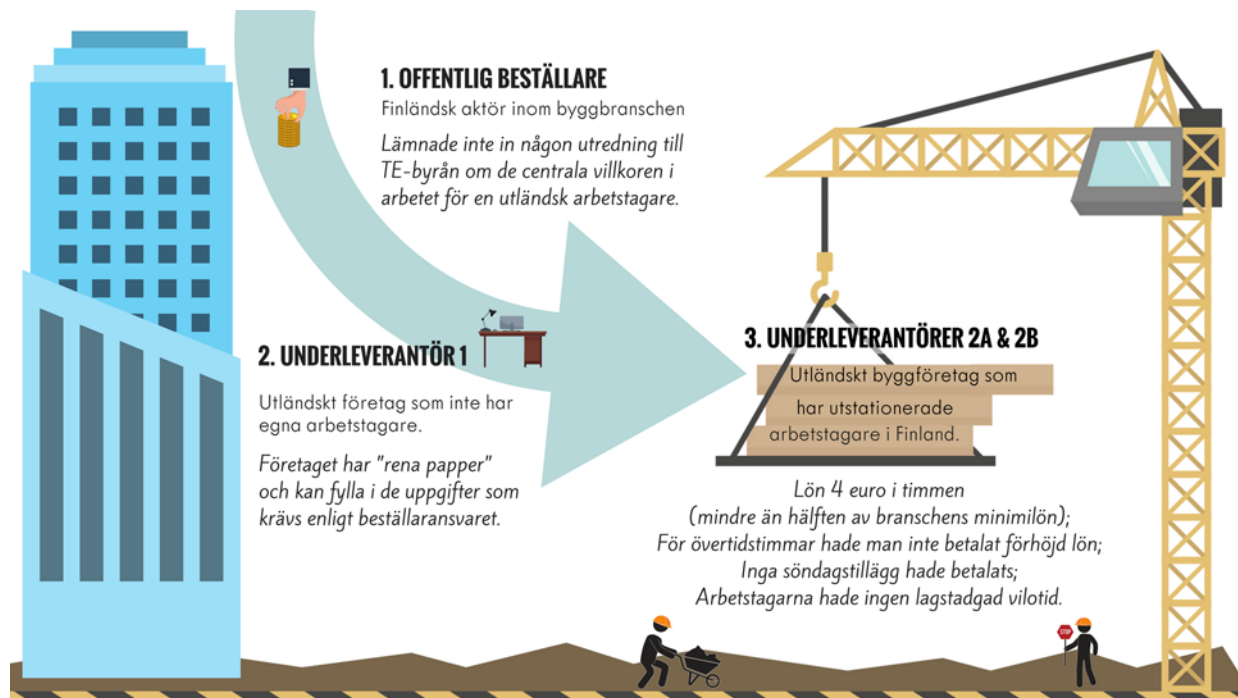 1. OFFENTLIG BESTÄLLARE
Finländsk aktör inom byggbranschen
Lämnade inte in någon utredning till
TE-byrån om de centrala villkoren i
arbetet för en utländsk arbetstagare.
2. UNDERLEVERANTÖR 1
Utländskt företag som inte har
egna arbetstagare.
Företaget har "rena papper"
och kan fylla i de uppgifter som
krävs enligt beställaransvaret.
3. UNDERLEVERANTÖRER 2A & 2B
Utländskt byggföretag som
har utstationerade
arbetstagare i Finland.
Lön 4 euro i timmen
(mindre än hälften av branschens minimilön);
För övertidstimmar hade man inte betalat förhöjd lön;
Inga söndagstillägg hade betalats;
Arbetstagarna hade ingen lagstadgad vilotid.
STOP